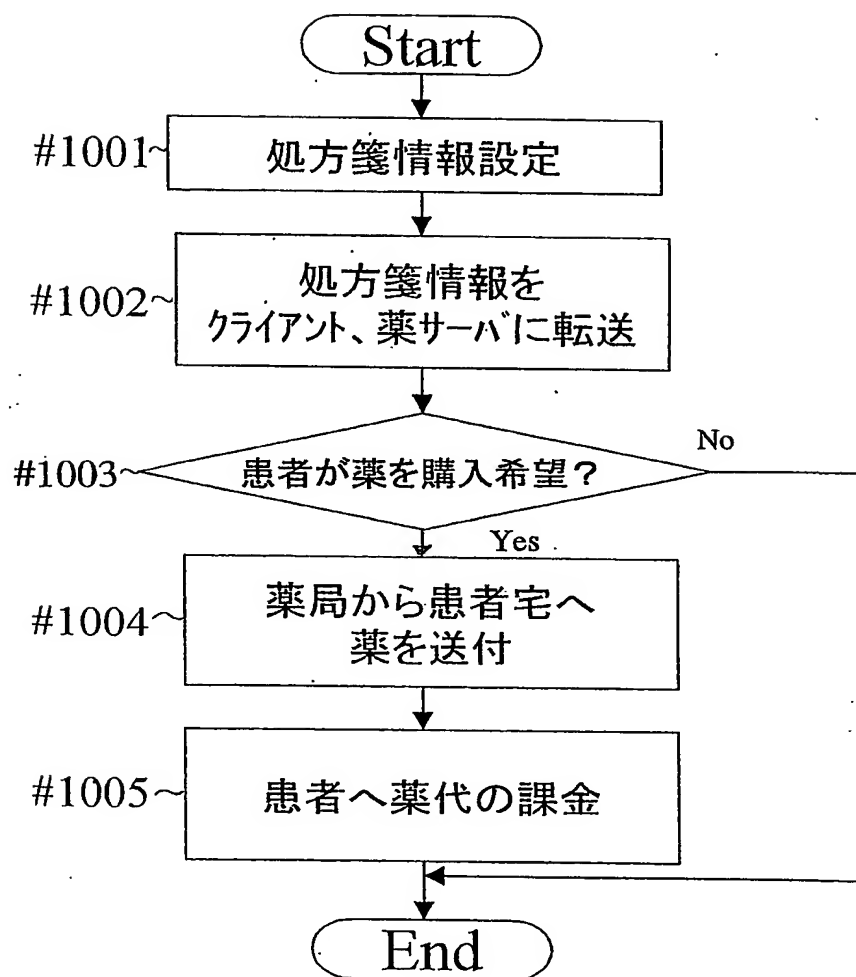 Start
#1001~
処方箋情報設定
#1002~
処方箋情報を
クライアント、薬サーバに転送
#1003~
患者が薬を購入希望?
No
Yes
#1004~
薬局から患者宅へ
薬を送付
#1005~
患者へ薬代の課金
End